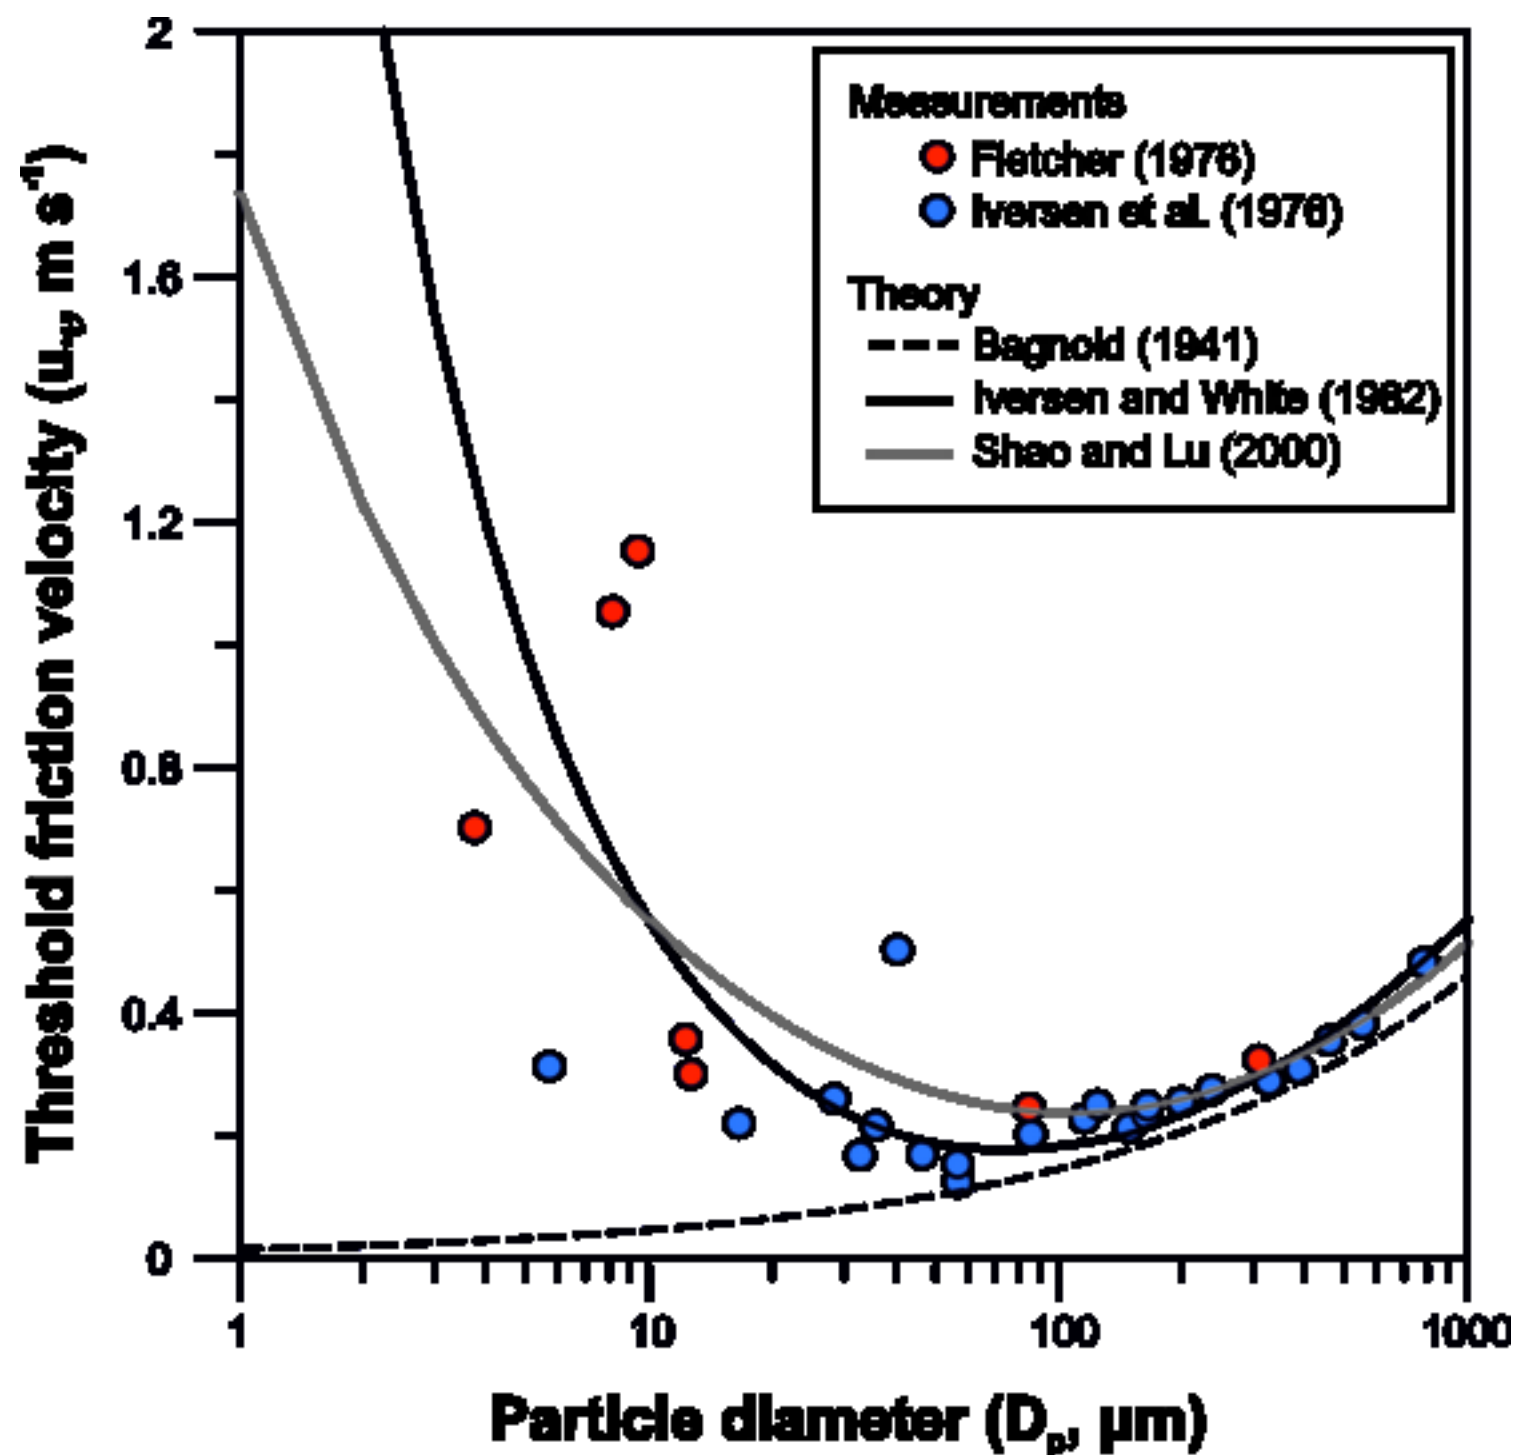 Threshold friction velocity (u*t, m s-1)
2
1.6
1.2
0.8
0.4
0
Measurements
Fletcher (1976)
Iversen et al. (1976)
Theory
Bagnold (1941)
Iversen and White (1982)
Shao and Lu (2000)
1 10 100 1000
Particle diameter (Dp, μm)